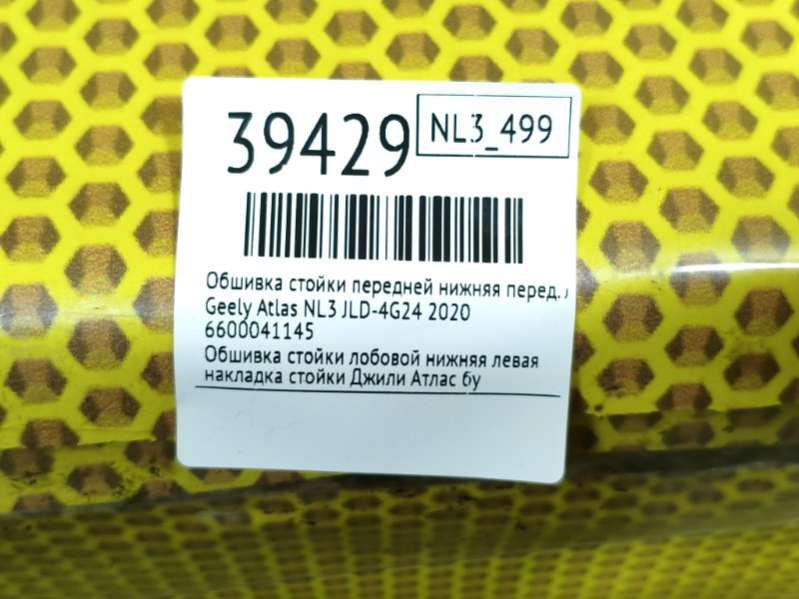 39429
NL3_499
Обшивка стойки передней нижняя перед.
Geely Atlas NL3 JLD-4G24 2020
6600041145
Обшивка стойки лобовой нижняя левая
накладка стойки Джили Атлас бу